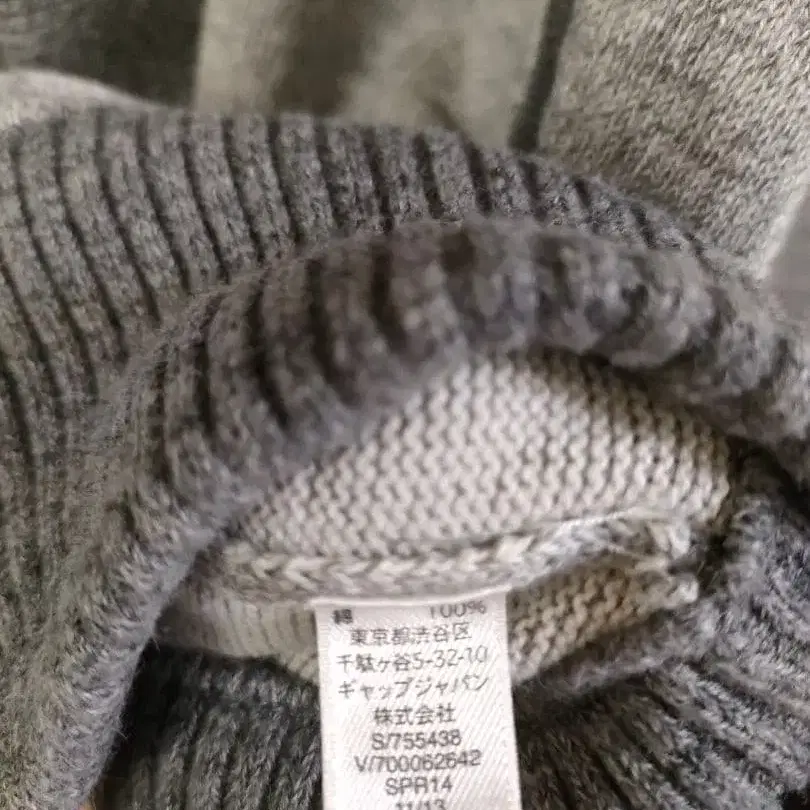 綿 100%
東京都渋谷区
千駄ヶ谷5-32-10
ギャップジャパン
株式会社
S/755438
V/700062642
SPR14
11/13